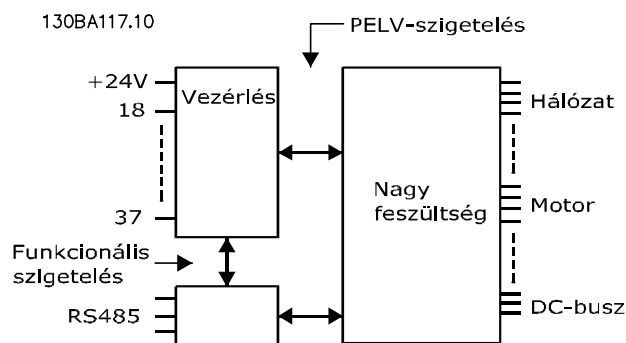 130BA117.10
PELV-szigetelés
+24V
Vezérlés
18
Hálózat
Nagy
feszültség
Motor
37
Funkcionális
szigetelés
RS485
DC-busz